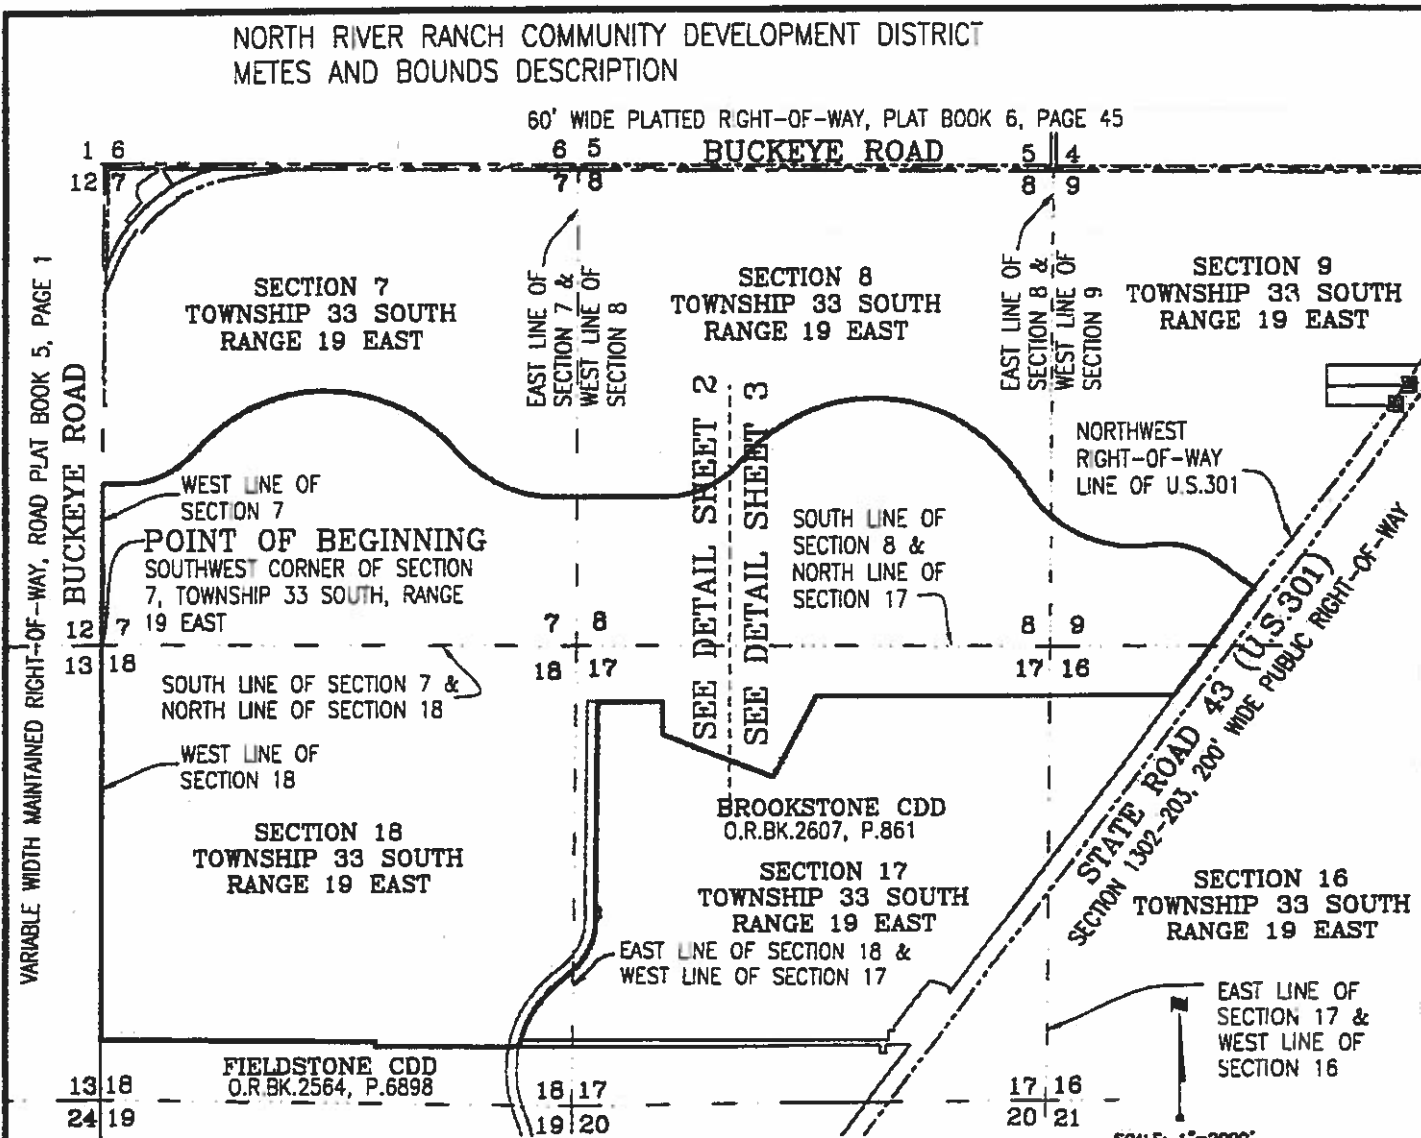 NORTH RIVER RANCH COMMUNITY DEVELOPMENT DISTRICT
METES AND BOUNDS DESCRIPTION
60' WIDE PLATTED RIGHT-OF-WAY, PLAT BOOK 6, PAGE 45
BUCKEYE ROAD
1 6
12 7
6 5
7 8
5 4
8 9
VARIABLE WIDTH MAINTAINED RIGHT-OF-WAY, ROAD PLAT BOOK 5, PAGE 1
BUCKEYE ROAD
SECTION 7
TOWNSHIP 33 SOUTH
RANGE 19 EAST
EAST LINE OF
SECTION 7 &
WEST LINE OF
SECTION 8
SECTION 8
TOWNSHIP 33 SOUTH
RANGE 19 EAST
EAST LINE OF
SECTION 8 &
WEST LINE OF
SECTION 9
SECTION 9
TOWNSHIP 33 SOUTH
RANGE 19 EAST
SEE DETAIL SHEET 2
SEE DETAIL SHEET 3
NORTHWEST
RIGHT-OF-WAY
LINE OF U.S.301
WEST LINE OF
SECTION 7
POINT OF BEGINNING
SOUTHWEST CORNER OF SECTION
7, TOWNSHIP 33 SOUTH, RANGE
19 EAST
SOUTH LINE OF
SECTION 8 &
NORTH LINE OF
SECTION 17
12 7
13 18
7 8
18 17
8 9
17 16
SOUTH LINE OF SECTION 7 &
NORTH LINE OF SECTION 18
WEST LINE OF
SECTION 18
STATE ROAD 43 (U.S.301)
SECTION 1302-203, 200' WIDE PUBLIC RIGHT-OF-WAY
BROOKSTONE CDD
O.R.BK.2607, P.861
SECTION 18
TOWNSHIP 33 SOUTH
RANGE 19 EAST
SECTION 17
TOWNSHIP 33 SOUTH
RANGE 19 EAST
SECTION 16
TOWNSHIP 33 SOUTH
RANGE 19 EAST
EAST LINE OF SECTION 18 &
WEST LINE OF SECTION 17
EAST LINE OF
SECTION 17 &
WEST LINE OF
SECTION 16
FIELDSTONE CDD
O.R.BK.2564, P.6898
13 18
24 19
18 17
19 20
17 16
20 21